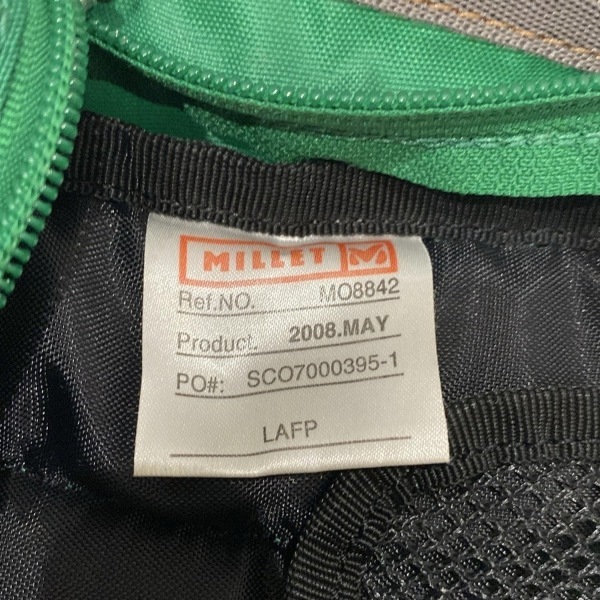 MILLET M
Ref.NO. MO8842
Product. 2008.MAY
PO#: SCO7000395-1
LAFP